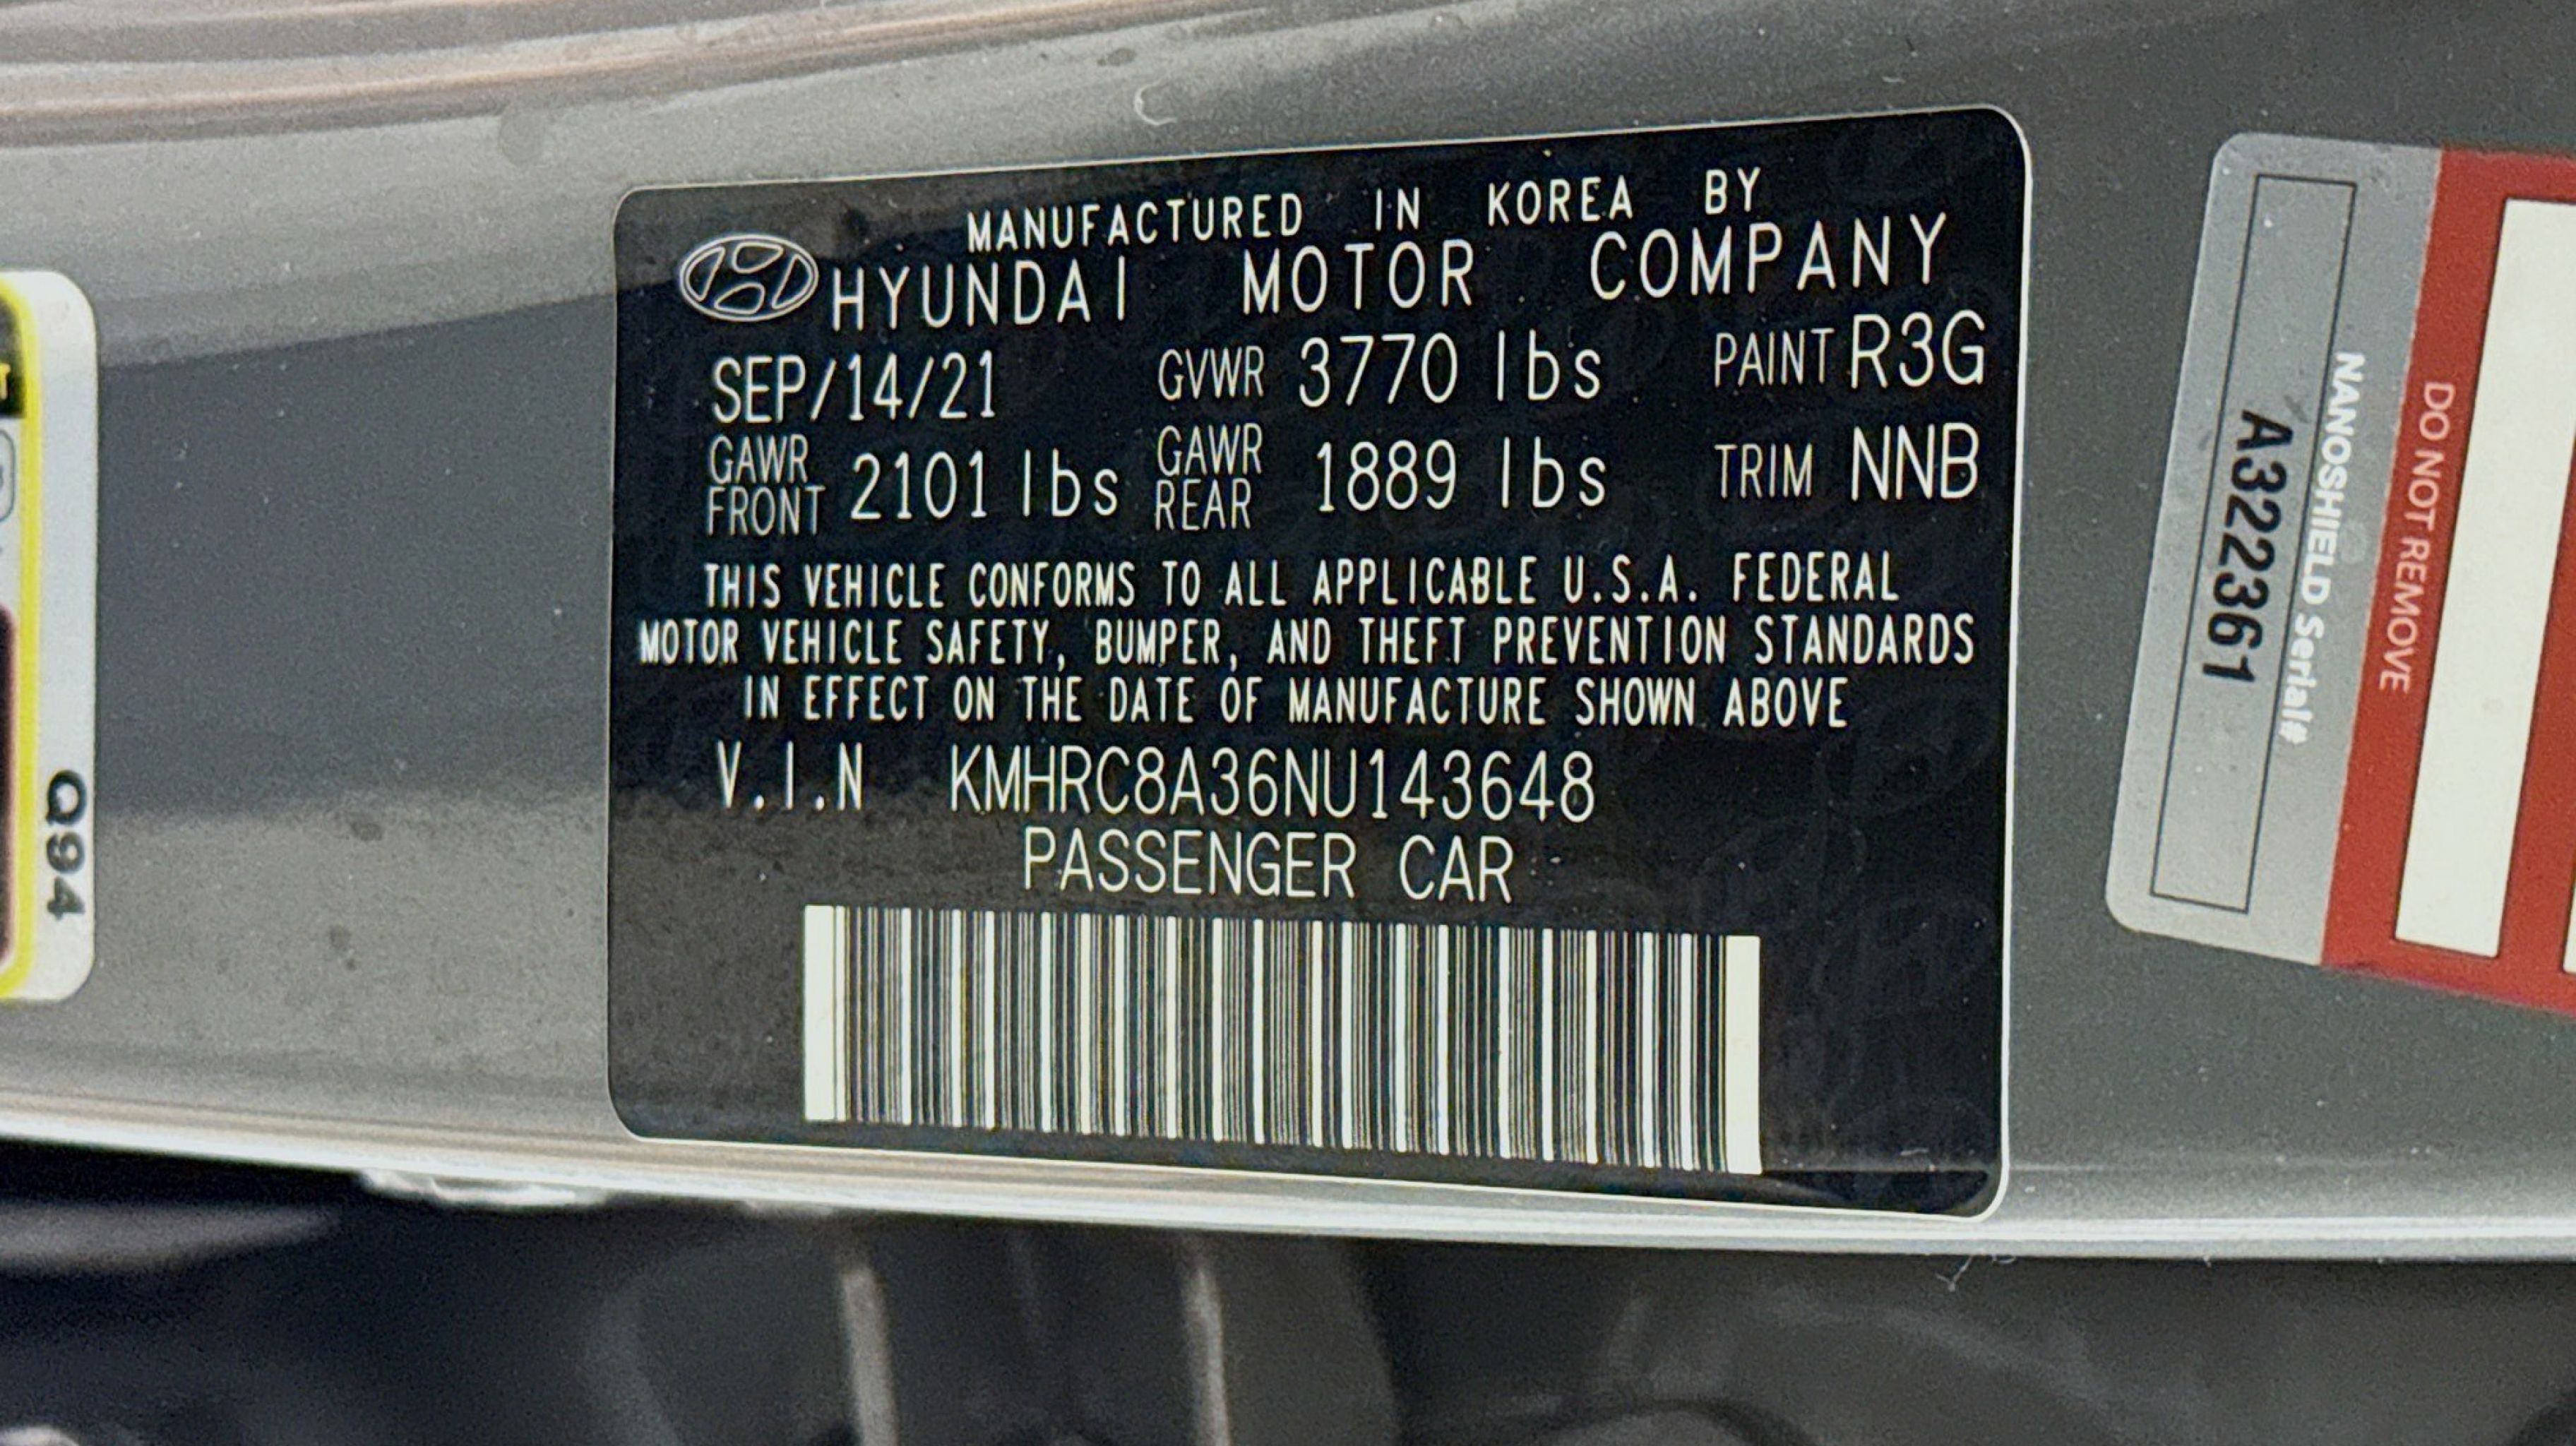 MANUFACTURED IN KOREA BY
HYUNDAI MOTOR COMPANY
SEP/14/21 GVWR 3770 lbs PAINT R3G
GAWR FRONT 2101 lbs GAWR REAR 1889 lbs TRIM NNB
THIS VEHICLE CONFORMS TO ALL APPLICABLE U.S.A. FEDERAL
MOTOR VEHICLE SAFETY, BUMPER, AND THEFT PREVENTION STANDARDS
IN EFFECT ON THE DATE OF MANUFACTURE SHOWN ABOVE
V.I.N KMHRC8A36NU143648
PASSENGER CAR
Q94
DO NOT REMOVE
NANOSHIELD Serial#
A322361